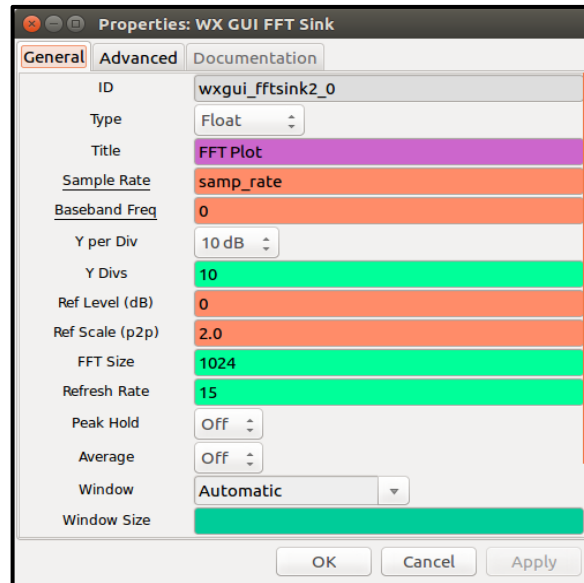 Properties: WX GUI FFT Sink
General Advanced Documentation
ID wxgui_fftsink2_0
Type Float
Title FFT Plot
Sample Rate samp_rate
Baseband Freq 0
Y per Div 10 dB
Y Divs 10
Ref Level (dB) 0
Ref Scale (p2p) 2.0
FFT Size 1024
Refresh Rate 15
Peak Hold Off
Average Off
Window Automatic
Window Size
OK Cancel Apply